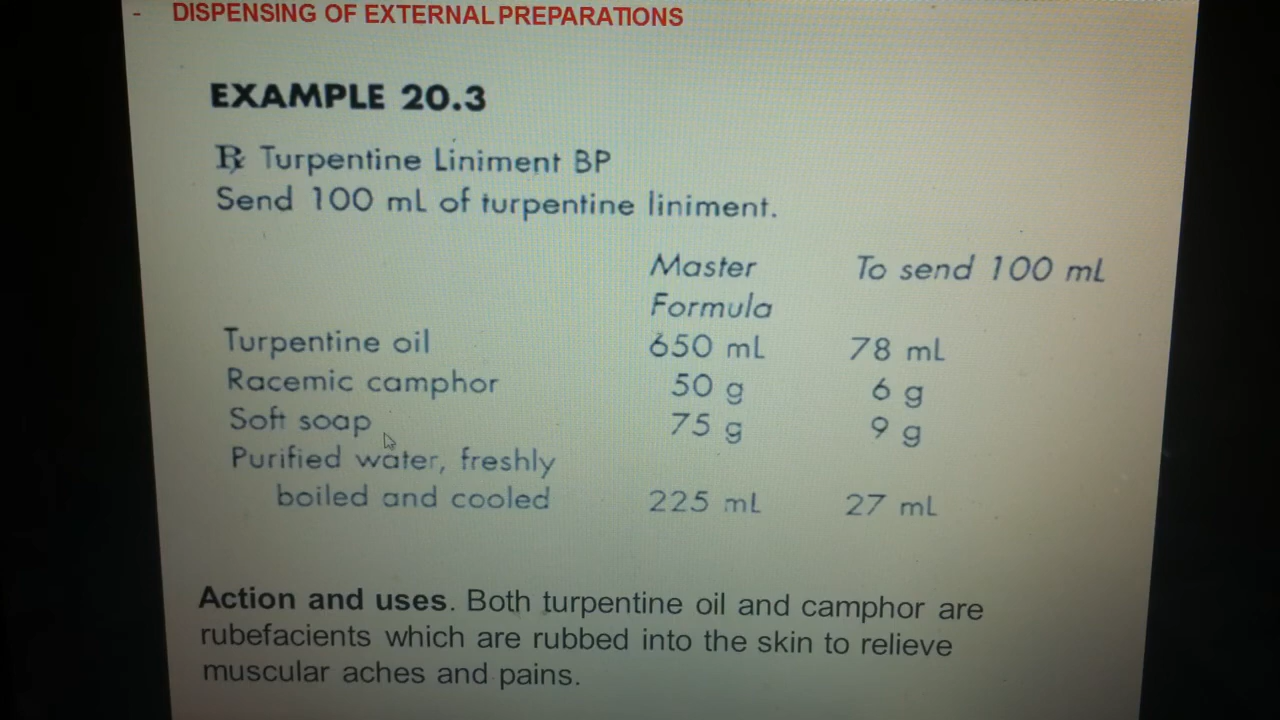 - DISPENSING OF EXTERNAL PREPARATIONS
EXAMPLE 20.3
℞ Turpentine Liniment BP
Send 100 mL of turpentine liniment.
Master Formula To send 100 mL
Turpentine oil 650 mL 78 mL
Racemic camphor 50 g 6 g
Soft soap 75 g 9 g
Purified water, freshly
boiled and cooled 225 mL 27 mL
Action and uses. Both turpentine oil and camphor are
rubefacients which are rubbed into the skin to relieve
muscular aches and pains.